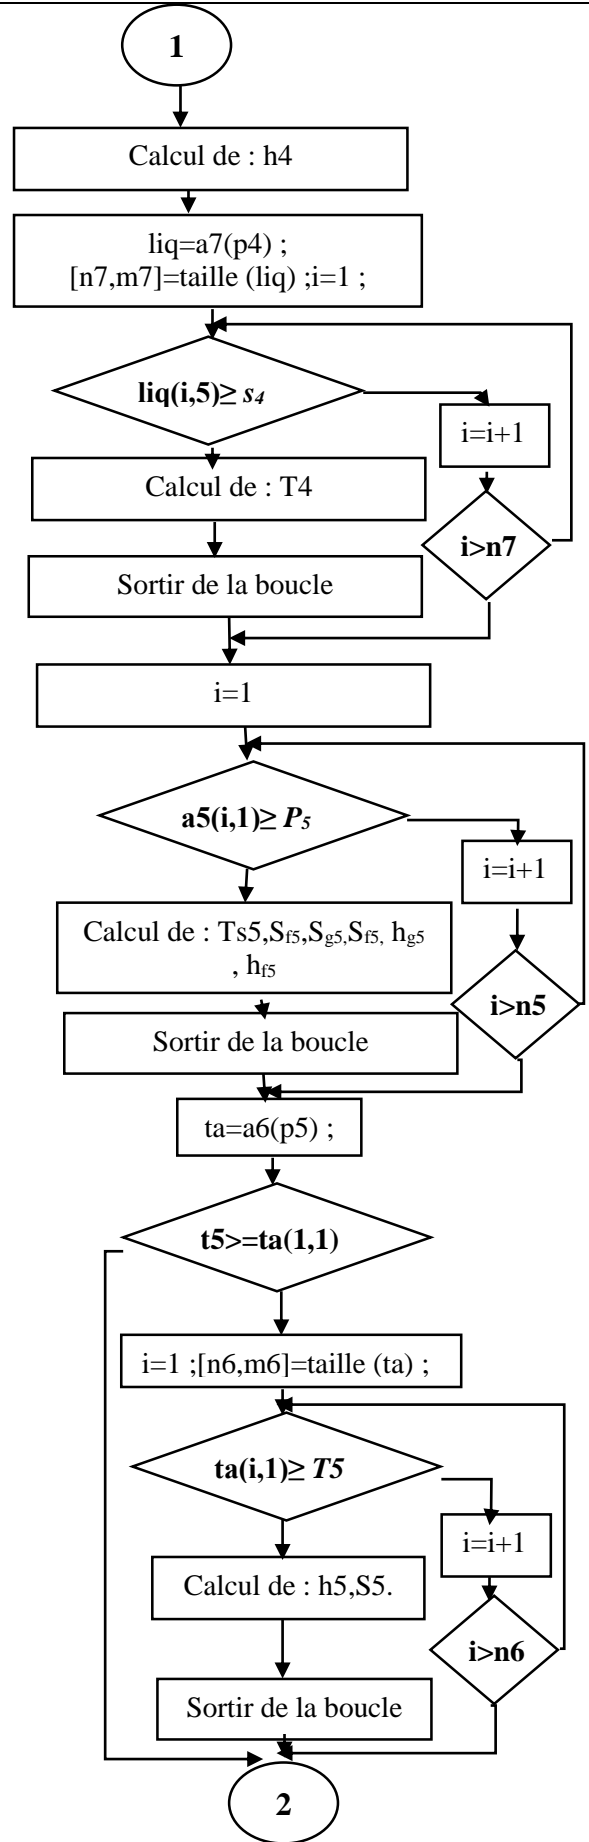 1
Calcul de : h4
liq=a7(p4) ;
[n7,m7]=taille (liq) ;i=1 ;
liq(i,5)≥ s4
i=i+1
Calcul de : T4
i>n7
Sortir de la boucle
i=1
a5(i,1)≥ P5
i=i+1
Calcul de : Ts5,Sf5,Sg5,Sf5, hg5
, hf5
i>n5
Sortir de la boucle
ta=a6(p5) ;
t5>=ta(1,1)
i=1 ;[n6,m6]=taille (ta) ;
ta(i,1)≥ T5
i=i+1
Calcul de : h5,S5.
i>n6
Sortir de la boucle
2